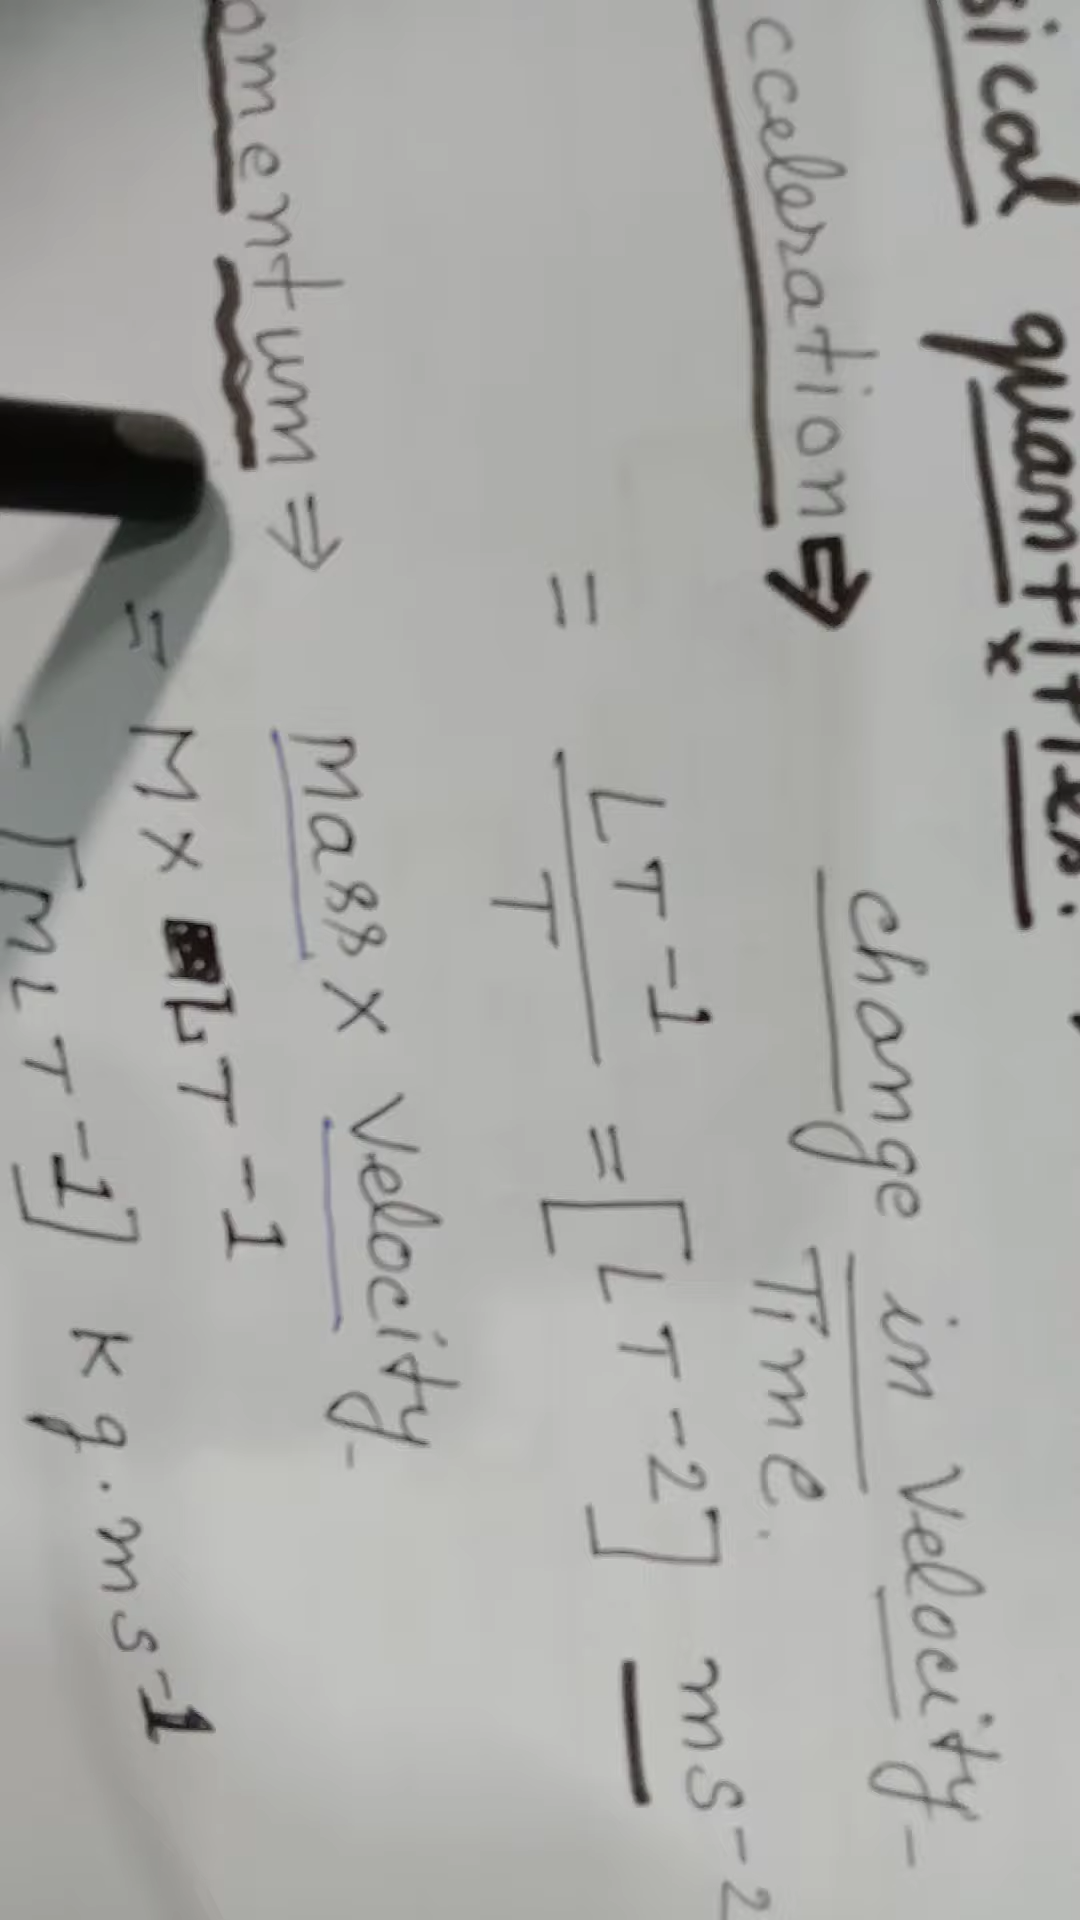 sical quantities:
cceleration ⇒ change in Velocity
Time.
= LT-1
T
= [LT-2] ms-2
omentum ⇒ mass x Velocity
= M x LT-1
= [MLT-1] kg.ms-1